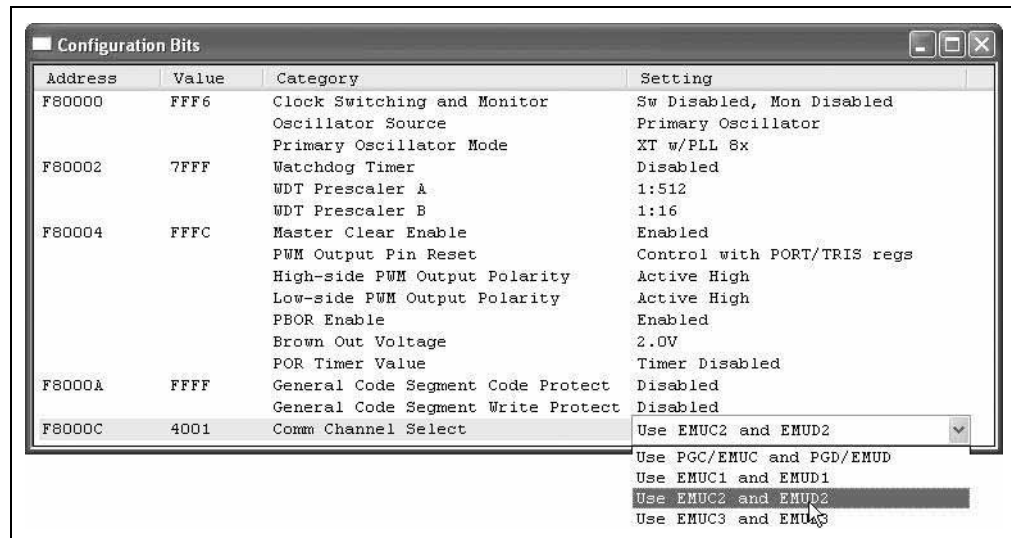 Configuration Bits
Address Value Category Setting
F80000 FFF6 Clock Switching and Monitor Sw Disabled, Mon Disabled
Oscillator Source Primary Oscillator
Primary Oscillator Mode XT w/PLL 8x
F80002 7FFF Watchdog Timer Disabled
WDT Prescaler A 1:512
WDT Prescaler B 1:16
F80004 FFFC Master Clear Enable Enabled
PWM Output Pin Reset Control with PORT/TRIS regs
High-side PWM Output Polarity Active High
Low-side PWM Output Polarity Active High
PBOR Enable Enabled
Brown Out Voltage 2.0V
POR Timer Value Timer Disabled
F8000A FFFF General Code Segment Code Protect Disabled
General Code Segment Write Protect Disabled
F8000C 4001 Comm Channel Select Use EMUC2 and EMUD2
Use PGC/EMUC and PGD/EMUD
Use EMUC1 and EMUD1
Use EMUC2 and EMUD2
Use EMUC3 and EMUD3